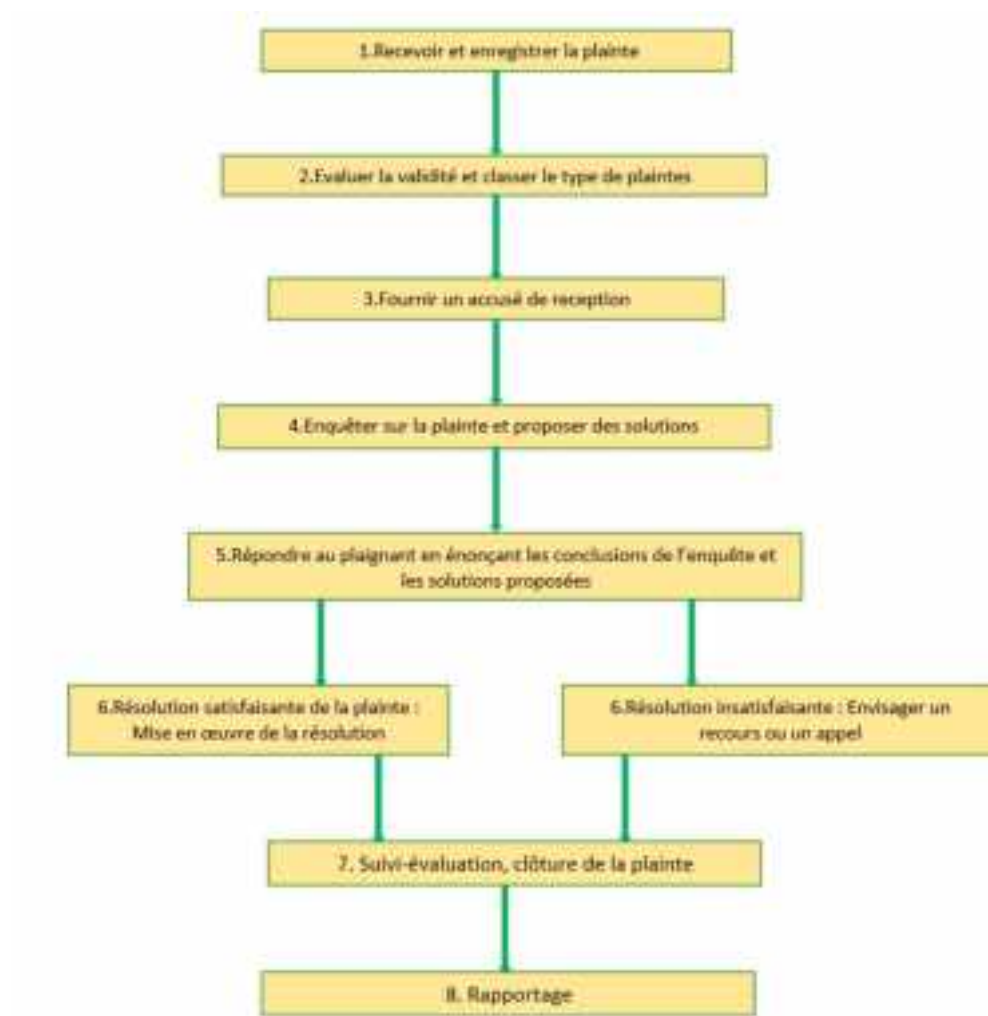 1.Recevoir et enregistrer la plainte
2.Evaluer la validité et classer le type de plaintes
3.Fournir un accusé de reception
4.Enquêter sur la plainte et proposer des solutions
5.Répondre au plaignant en énonçant les conclusions de l'enquête et
les solutions proposées
6.Résolution satisfaisante de la plainte :
Mise en œuvre de la résolution
6.Résolution insatisfaisante : Envisager un
recours ou un appel
7. Suivi-évaluation, clôture de la plainte
8. Rapportage